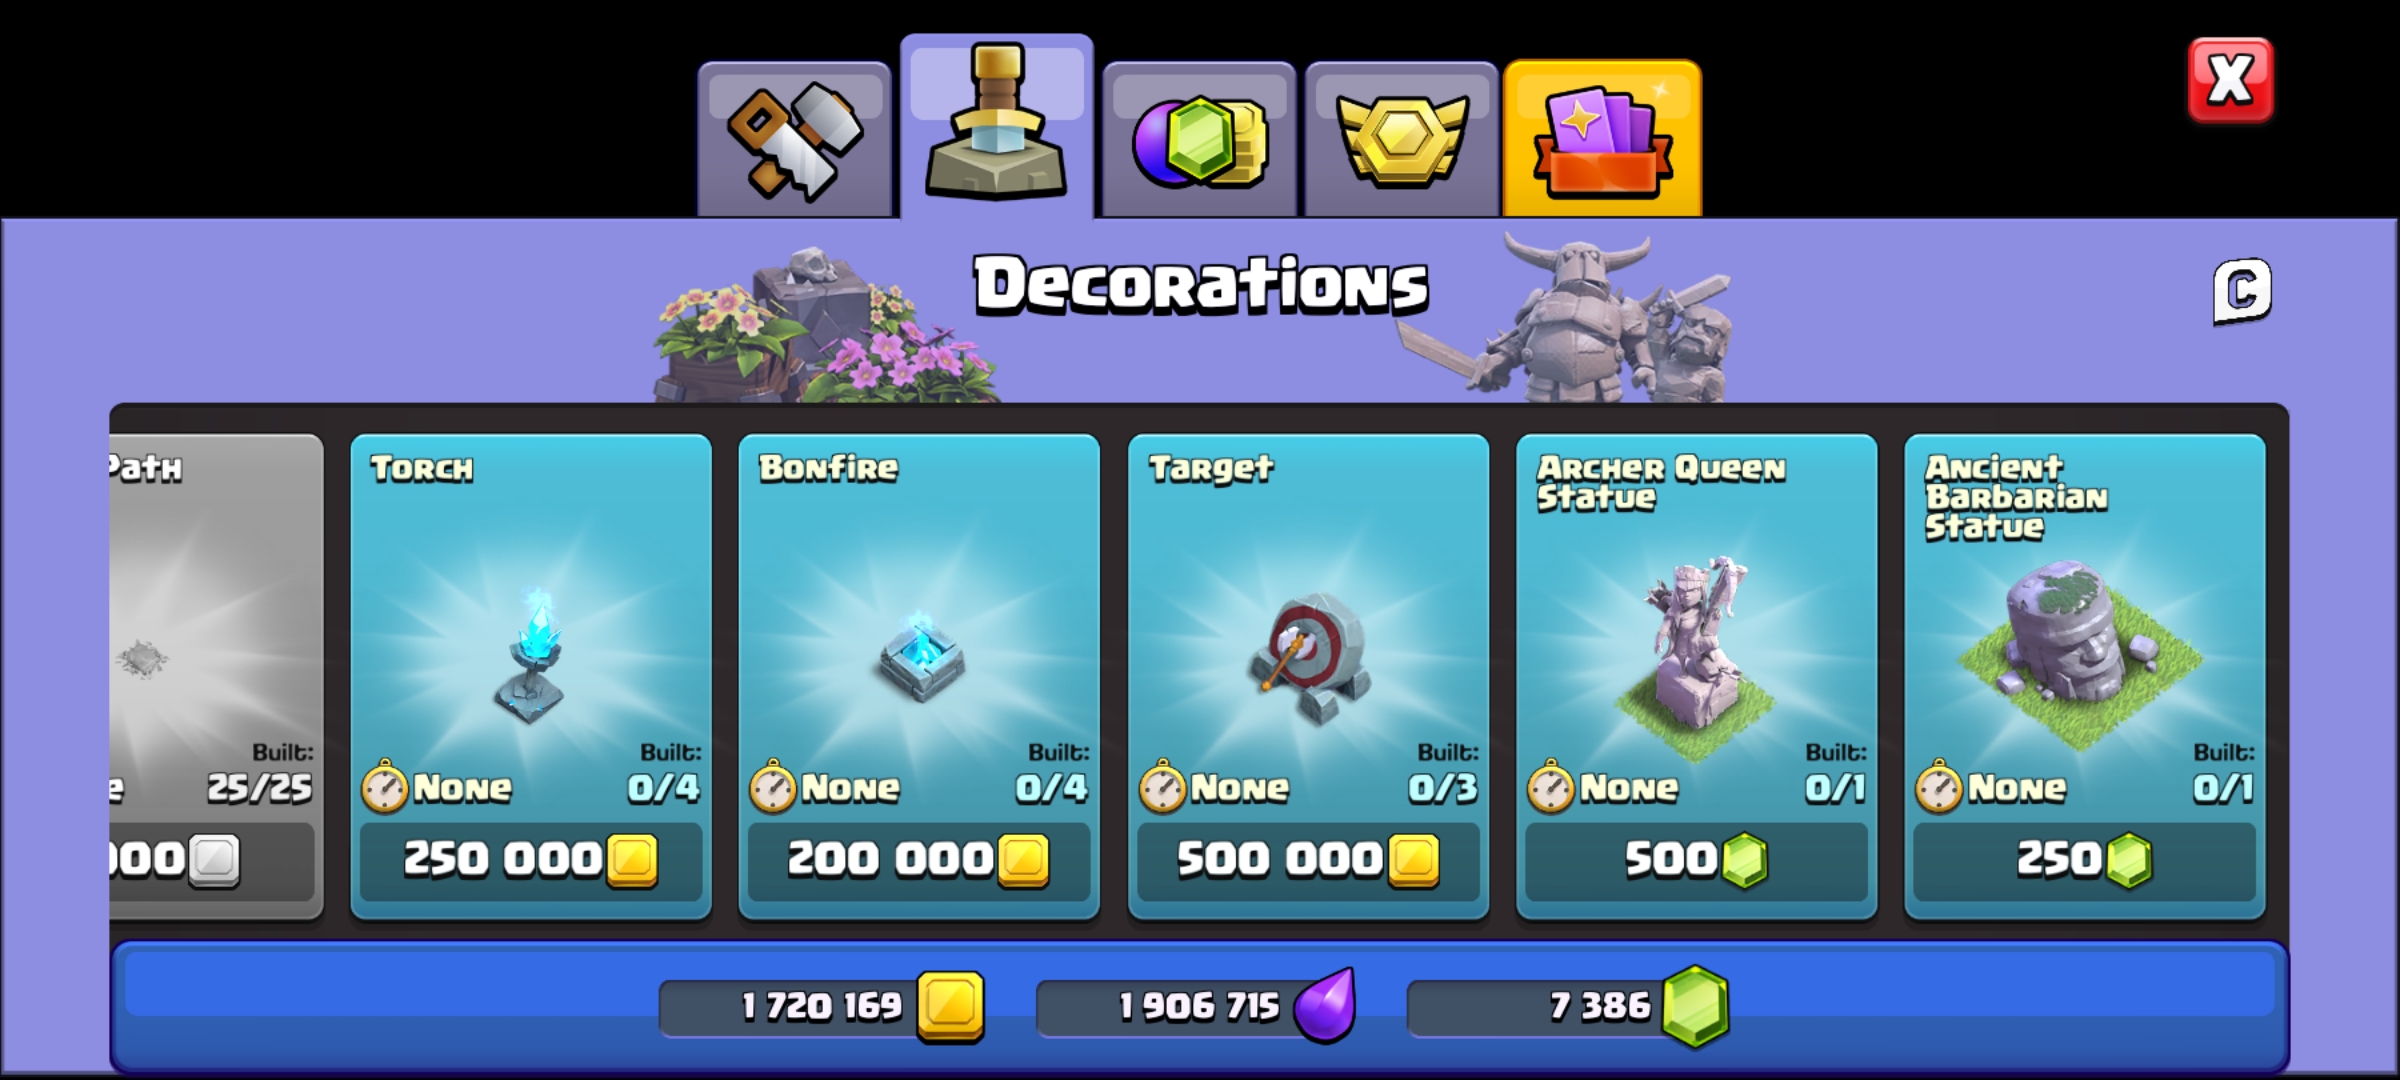 X
Decorations
C
Path
Built:
25/25
000
Torch
Built:
None
0/4
250 000
Bonfire
Built:
None
0/4
200 000
Target
Built:
None
0/3
500 000
Archer Queen
Statue
Built:
None
0/1
500
Ancient
Barbarian
Statue
Built:
None
0/1
250
1 720 169
1 906 715
7 386